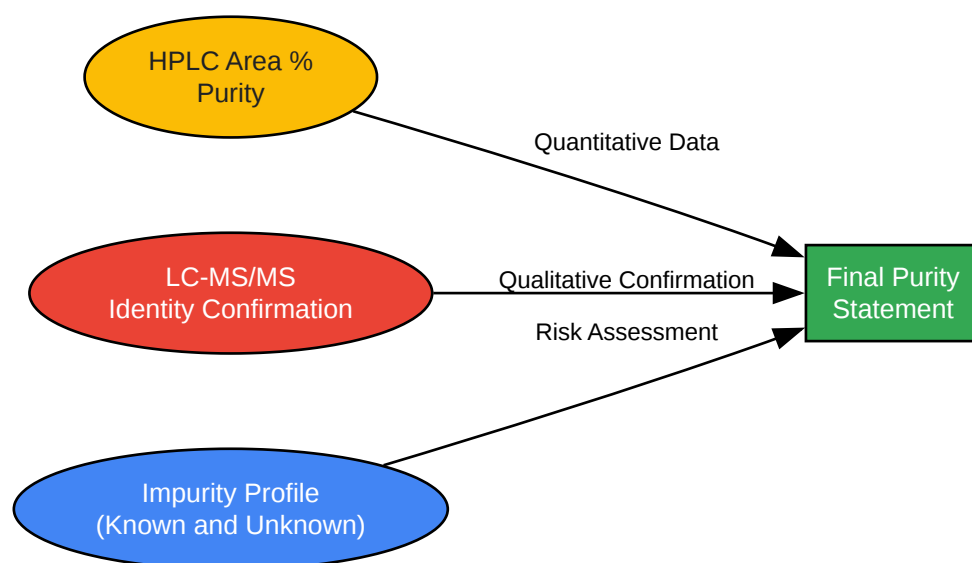 HPLC Area %
Purity
Quantitative Data
LC-MS/MS
Identity Confirmation
Qualitative Confirmation
Final Purity
Statement
Risk Assessment
Impurity Profile
(Known and Unknown)